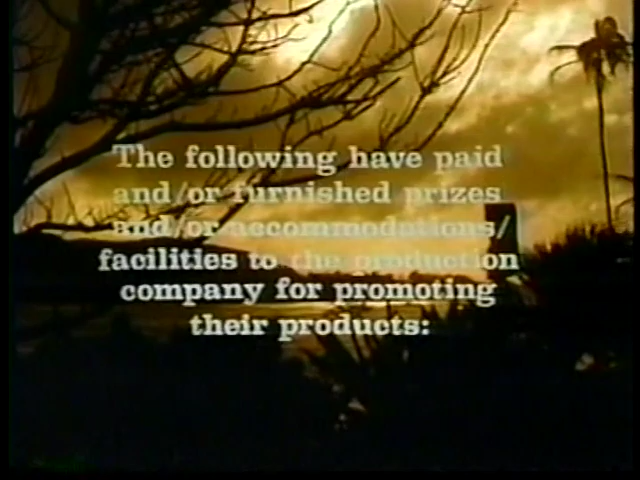 The following have paid
and/or furnished prizes
and/or accommodations/
facilities to the production
company for promoting
their products: